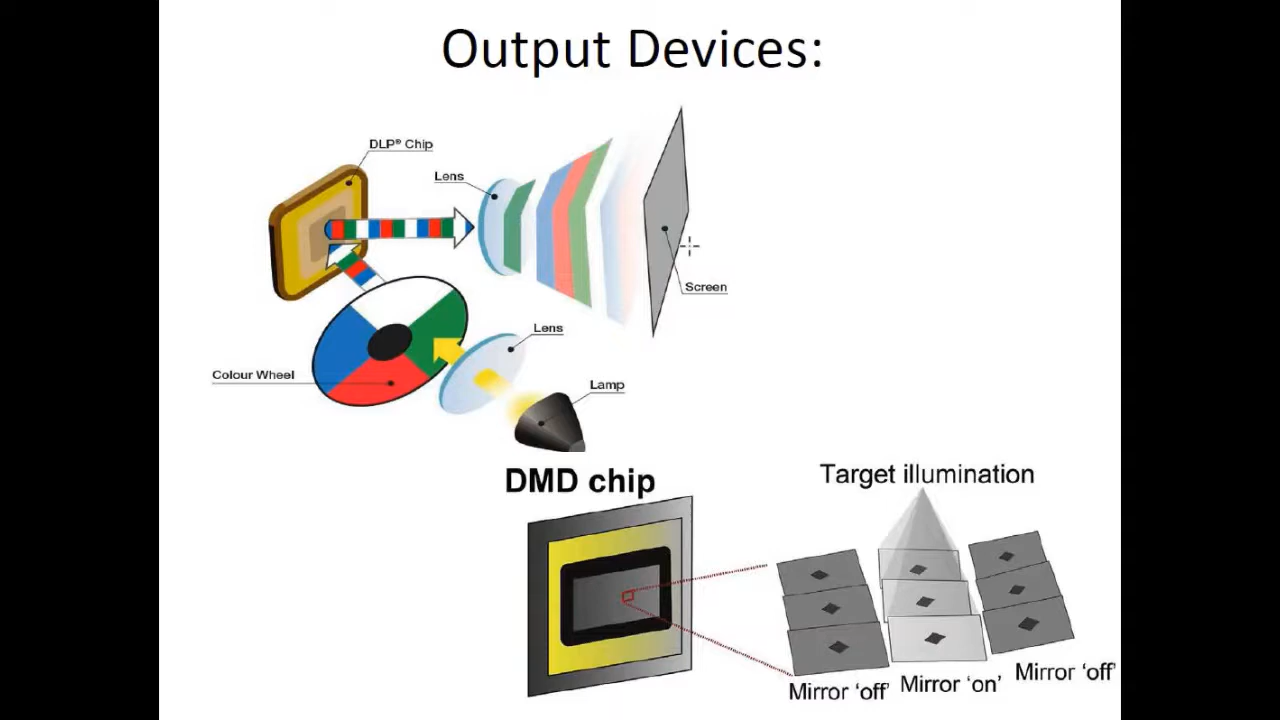 Output Devices:
DLP® Chip
Lens
Screen
Lens
Colour Wheel
Lamp
DMD chip
Target illumination
Mirror ‘off’
Mirror ‘on’
Mirror ‘off’